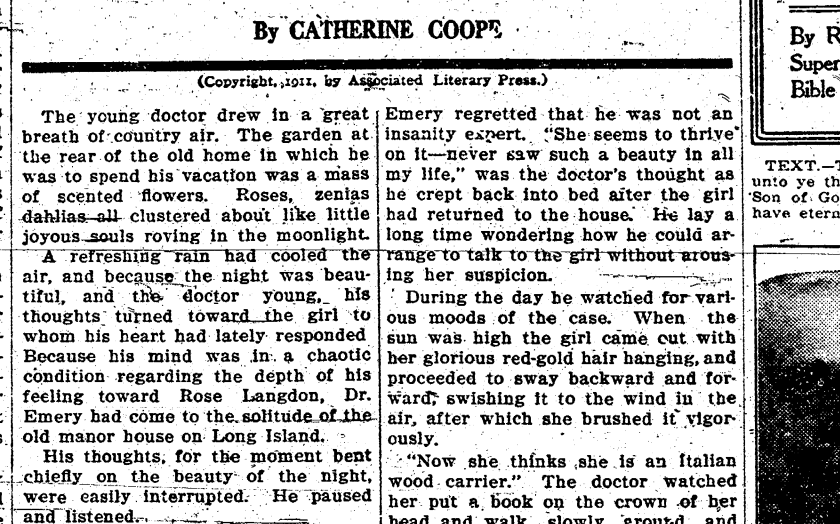 By CATHERINE COOPE
(Copyright, 1911, by Associated Literary Press.)
The young doctor drew in a great
breath of country air. The garden at
the rear of the old home in which he
was to spend his vacation was a mass
of scented flowers. Roses, zenias
dahlias all clustered about like little
joyous souls roving in the moonlight.
A refreshing rain had cooled the
air, and because the night was beau-
tiful, and the doctor young, his
thoughts turned toward the girl to
whom his heart had lately responded
Because his mind was in a chaotic
condition regarding the depth of his
feeling toward Rose Langdon, Dr.
Emery had come to the solitude of the
old manor house on Long Island.
His thoughts, for the moment bent
chiefly on the beauty of the night,
were easily interrupted. He paused
and listened.
Emery regretted that he was not an
insanity expert. "She seems to thrive
on it—never saw such a beauty in all
my life," was the doctor's thought as
he crept back into bed after the girl
had returned to the house. He lay a
long time wondering how he could ar-
range to talk to the girl without arous-
ing her suspicion.
During the day he watched for vari-
ous moods of the case. When the
sun was high the girl came out with
her glorious red-gold hair hanging, and
proceeded to sway backward and for-
ward, swishing it to the wind in the
air, after which she brushed it vigor-
ously.
"Now she thinks she is an Italian
wood carrier." The doctor watched
her put a book on the crown of her
head and walk slowly around and
By R
Super
Bible
TEXT.—T
unto ye th
Son of Go
have etern